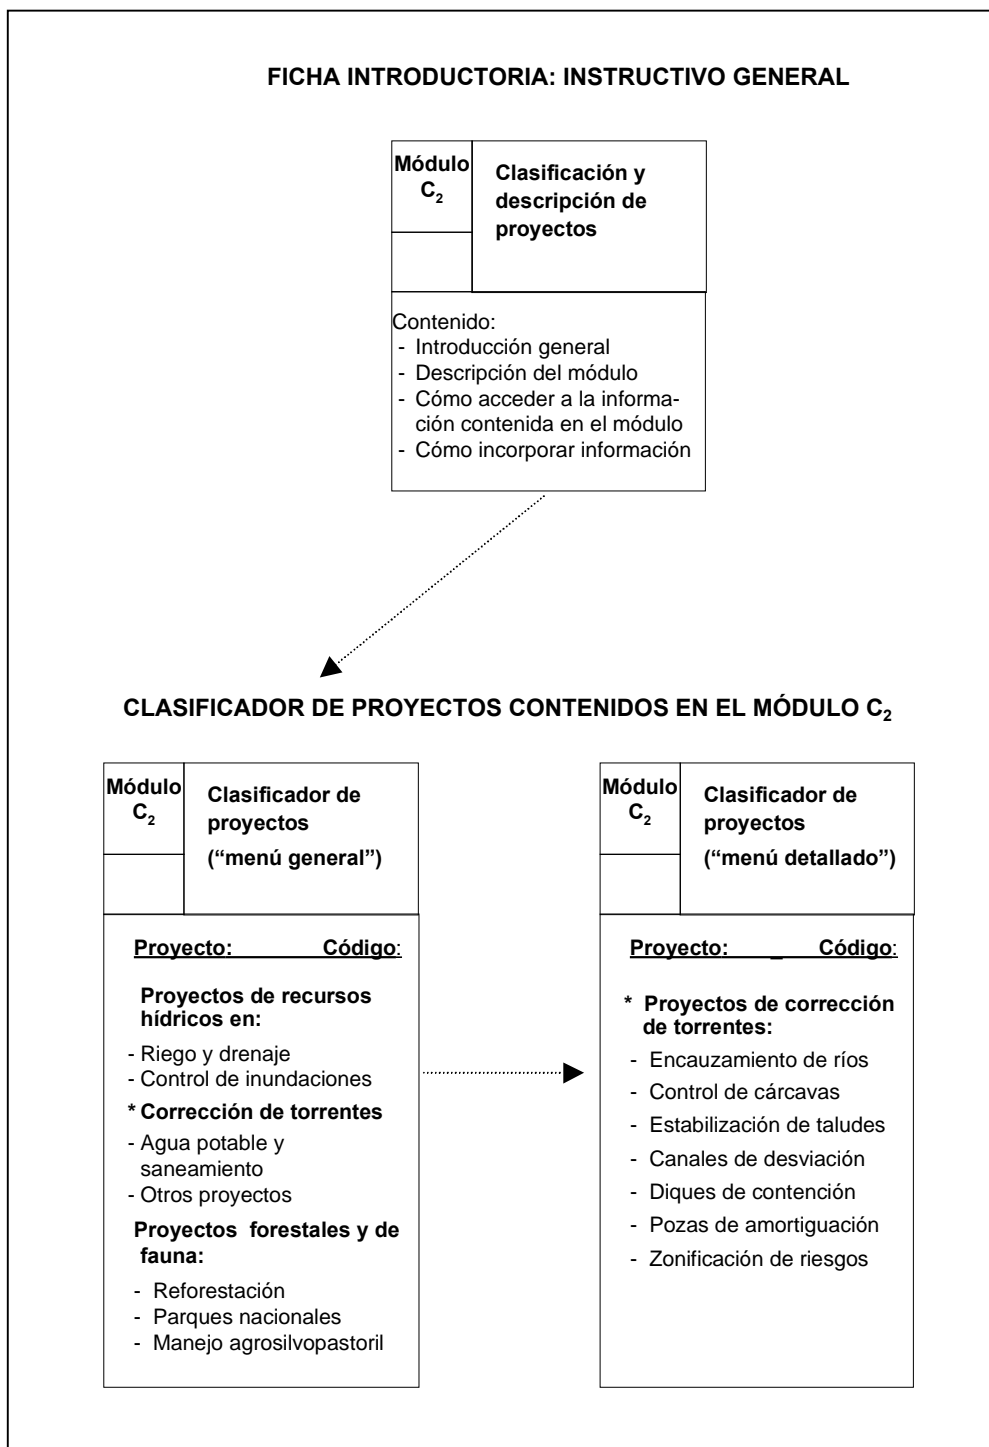 FICHA INTRODUCTORIA: INSTRUCTIVO GENERAL
Módulo
C₂
Clasificación y
descripción de
proyectos
Contenido:
- Introducción general
- Descripción del módulo
- Cómo acceder a la informa-
ción contenida en el módulo
- Cómo incorporar información
CLASIFICADOR DE PROYECTOS CONTENIDOS EN EL MÓDULO C₂
Módulo
C₂
Clasificador de
proyectos
(“menú general”)
Proyecto: Código:
Proyectos de recursos
hídricos en:
- Riego y drenaje
- Control de inundaciones
* Corrección de torrentes
- Agua potable y
saneamiento
- Otros proyectos
Proyectos forestales y de
fauna:
- Reforestación
- Parques nacionales
- Manejo agrosilvopastoril
Módulo
C₂
Clasificador de
proyectos
(“menú detallado”)
Proyecto: _ Código:
* Proyectos de corrección
de torrentes:
- Encauzamiento de ríos
- Control de cárcavas
- Estabilización de taludes
- Canales de desviación
- Diques de contención
- Pozas de amortiguación
- Zonificación de riesgos